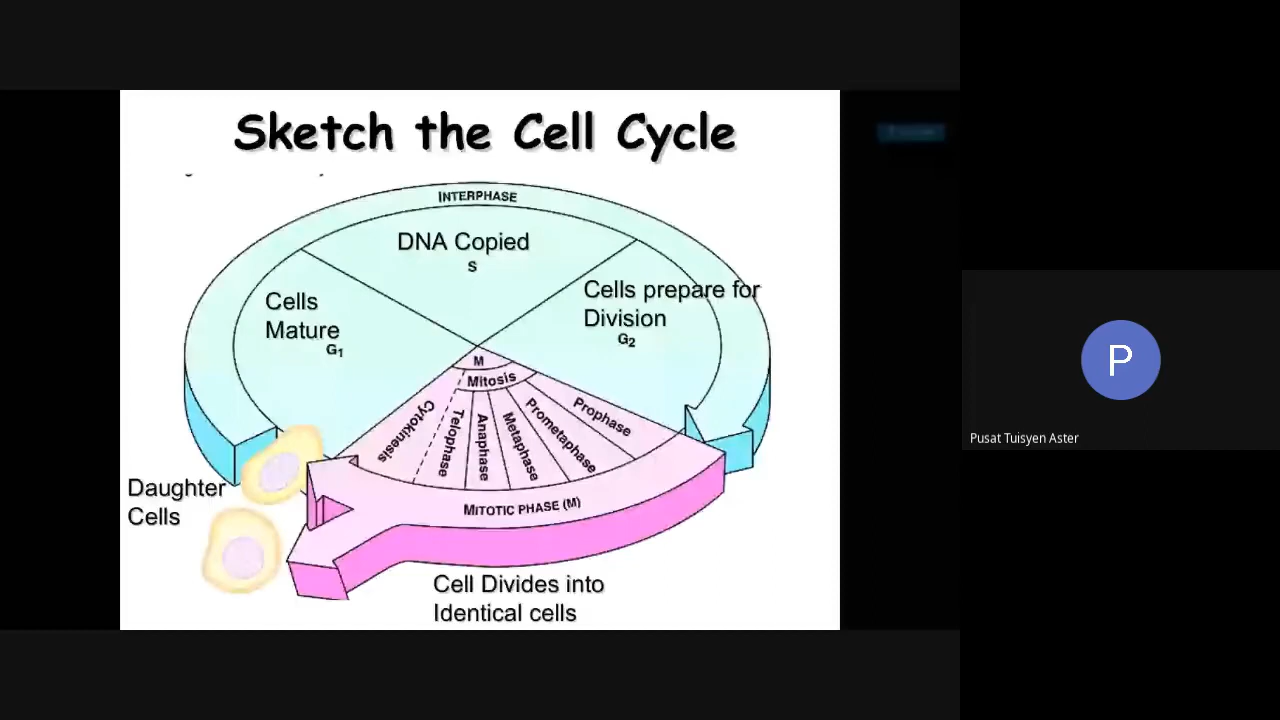 Sketch the Cell Cycle
INTERPHASE
DNA Copied
S
Cells
Mature
G1
Cells prepare for
Division
G2
M
Mitosis
Cytokinesis
Telophase
Anaphase
Metaphase
Prometaphase
Prophase
MITOTIC PHASE (M)
Daughter
Cells
Cell Divides into
Identical cells
P
Pusat Tuisyen Aster